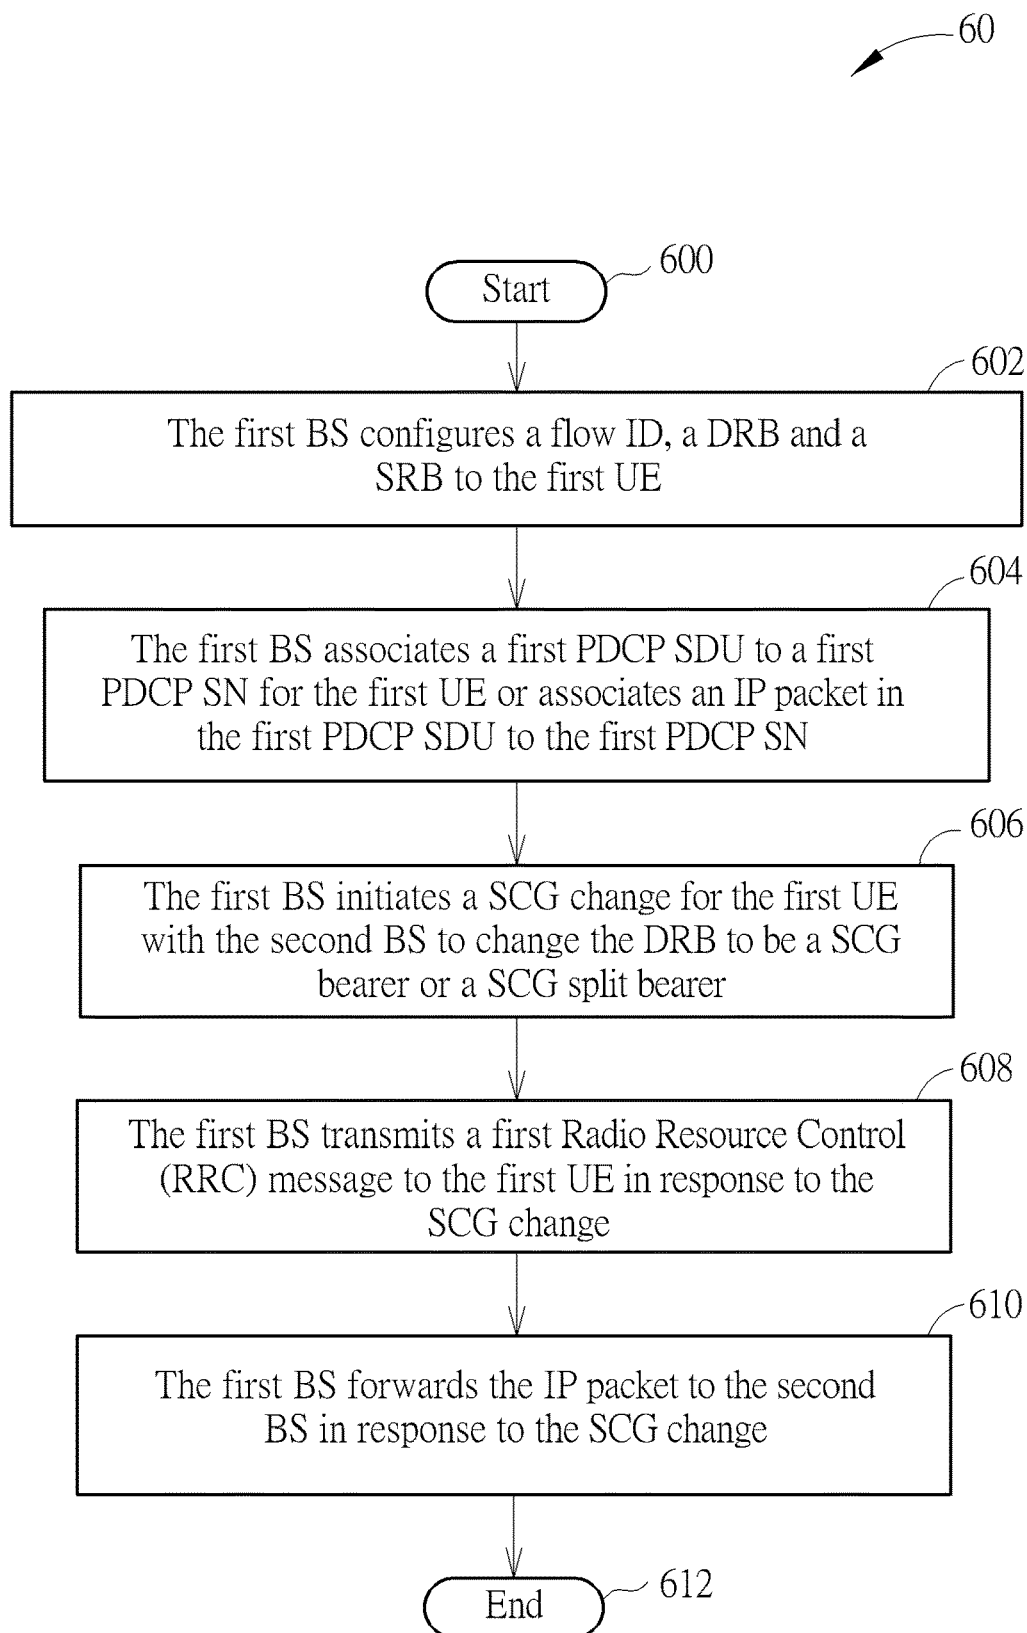 60
Start
600
602
The first BS configures a flow ID, a DRB and a
SRB to the first UE
604
The first BS associates a first PDCP SDU to a first
PDCP SN for the first UE or associates an IP packet in
the first PDCP SDU to the first PDCP SN
606
The first BS initiates a SCG change for the first UE
with the second BS to change the DRB to be a SCG
bearer or a SCG split bearer
608
The first BS transmits a first Radio Resource Control
(RRC) message to the first UE in response to the
SCG change
610
The first BS forwards the IP packet to the second
BS in response to the SCG change
End
612